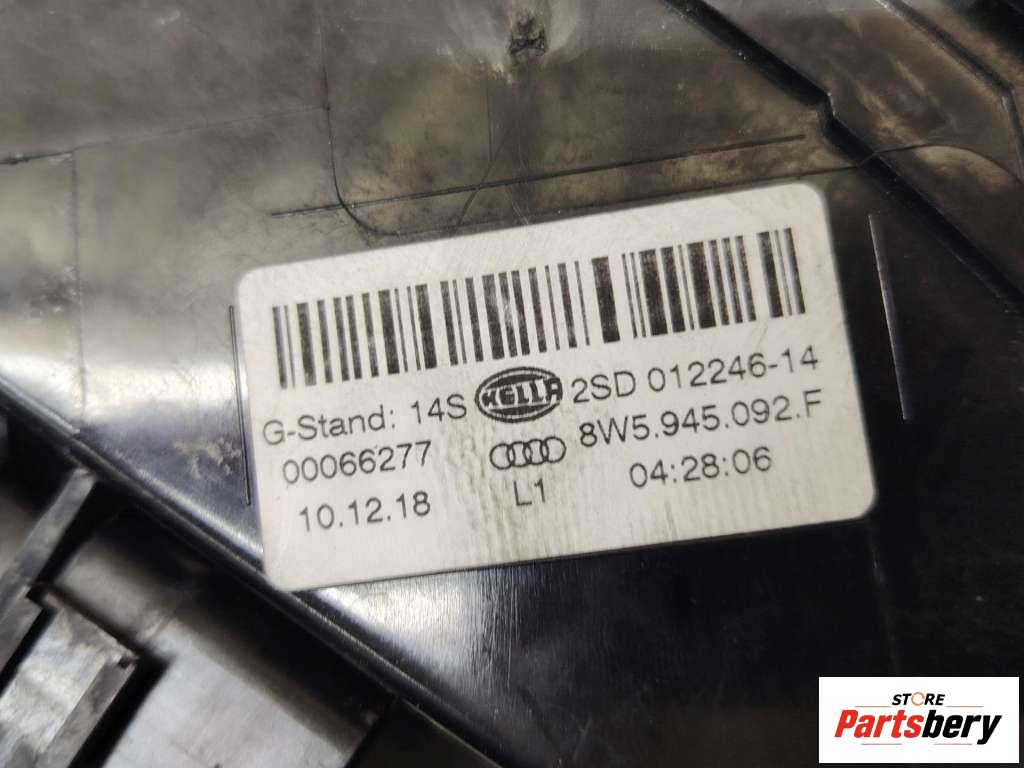 G-Stand: 14S HELLA 2SD 012246-14
00066277 8W5.945.092.F
10.12.18 L1 04:28:06
STORE
Partsbery